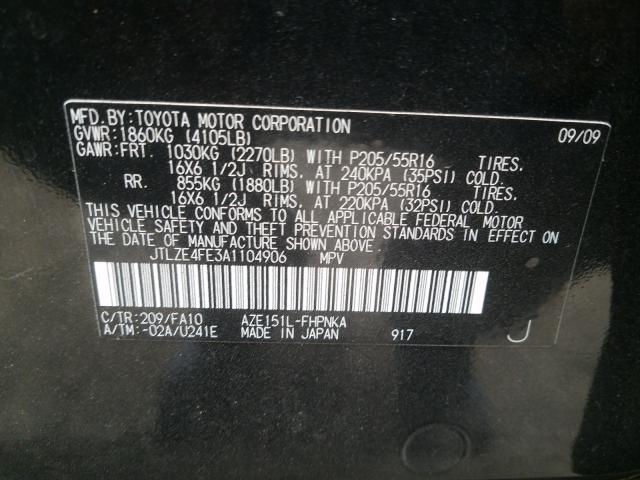 MFD.BY:TOYOTA MOTOR CORPORATION 09/09
GVWR:1860KG (4105LB)
GAWR:FRT. 1030KG (2270LB) WITH P205/55R16 TIRES.
16X6 1/2J RIMS, AT 240KPA (35PSI) COLD.
RR. 855KG (1880LB) WITH P205/55R16 TIRES.
16X6 1/2J RIMS, AT 220KPA (32PSI) COLD.
THIS VEHICLE CONFORMS TO ALL APPLICABLE FEDERAL MOTOR
VEHICLE SAFETY AND THEFT PREVENTION STANDARDS IN EFFECT ON
THE DATE OF MANUFACTURE SHOWN ABOVE.
JTLZE4FE3A1104906 MPV
C/TR:209/FA10 AZE151L-FHPNKA
A/TM:-02A/U241E MADE IN JAPAN 917 J